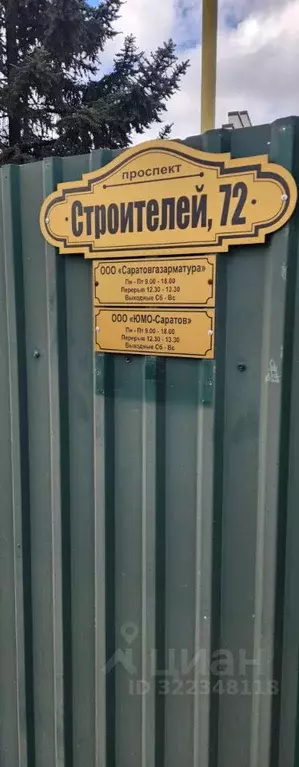 проспект
Строителей, 72
ООО «Саратовгазарматура»
Пн - Пт 9.00 - 18.00
Перерыв 12.30 - 13.30
Выходные Сб - Вс
ООО «ЮМО-Саратов»
Пн - Пт 9.00 - 18.00
Перерыв 12.30 - 13.30
Выходные Сб - Вс
циан
ID 322348118